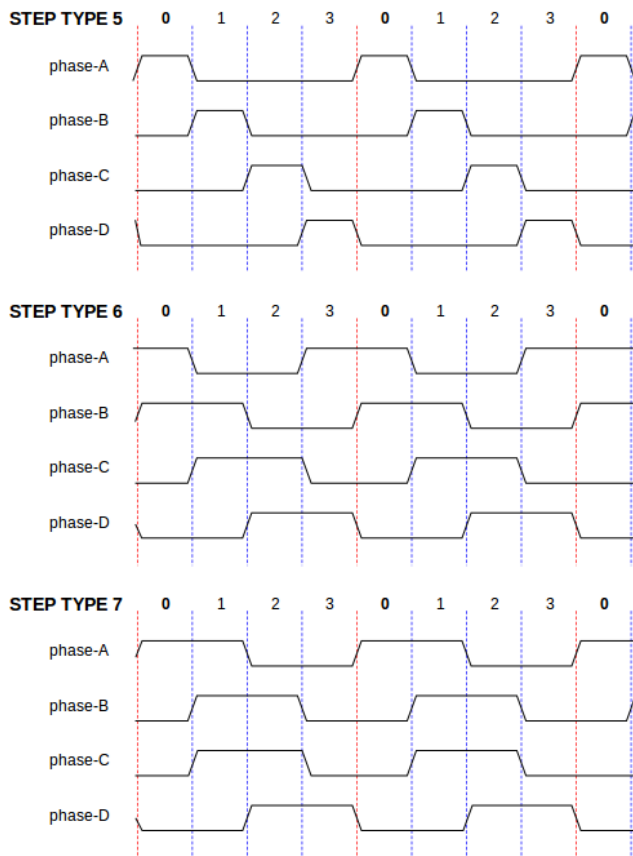 STEP TYPE 5 0 1 2 3 0 1 2 3 0
phase-A
phase-B
phase-C
phase-D
STEP TYPE 6 0 1 2 3 0 1 2 3 0
phase-A
phase-B
phase-C
phase-D
STEP TYPE 7 0 1 2 3 0 1 2 3 0
phase-A
phase-B
phase-C
phase-D